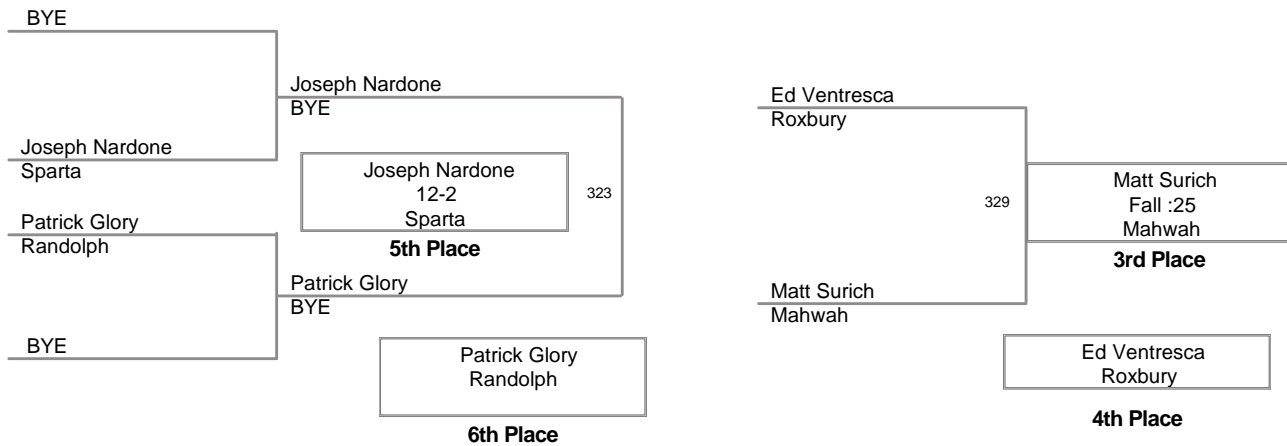 BYE
Joseph Nardone
BYE
Joseph Nardone
Sparta
Joseph Nardone
12-2
Sparta
323
5th Place
Patrick Glory
Randolph
Patrick Glory
BYE
BYE
Patrick Glory
Randolph
6th Place
Ed Ventresca
Roxbury
329
Matt Surich
Fall :25
Mahwah
3rd Place
Matt Surich
Mahwah
Ed Ventresca
Roxbury
4th Place